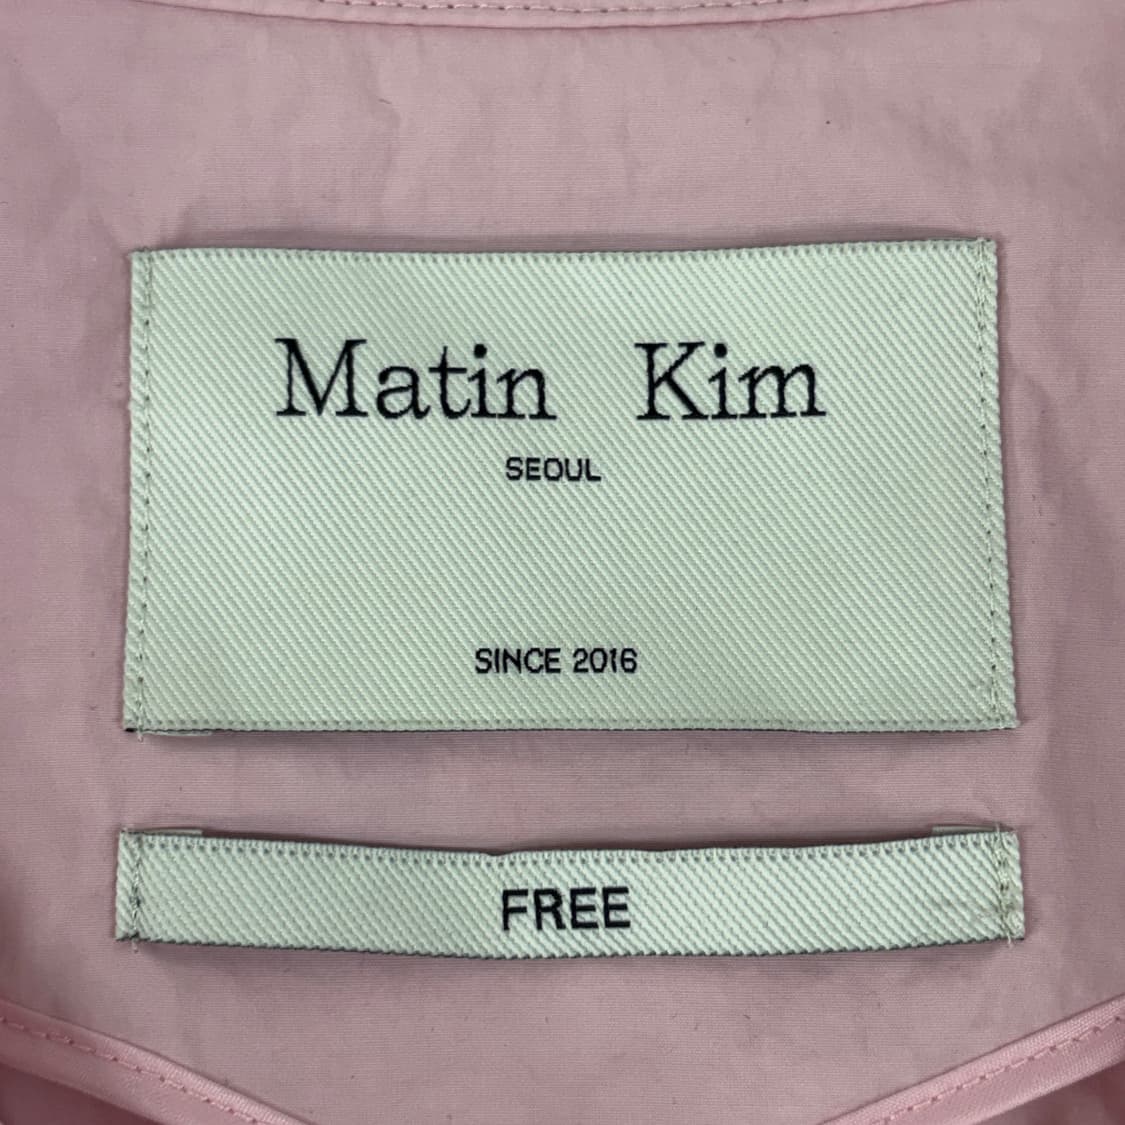 Matin Kim
SEOUL
SINCE 2016
FREE